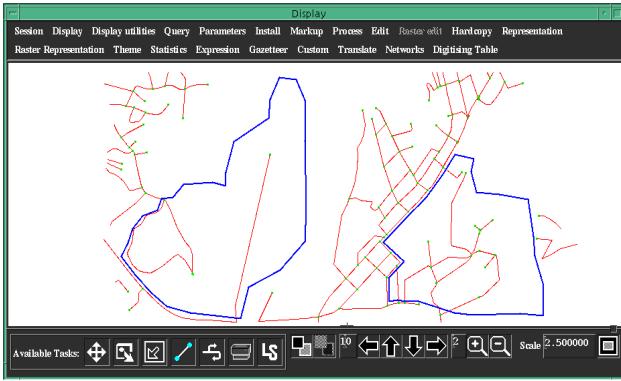 Display
Session Display Display utilities Query Parameters Install Markup Process Edit Raster edit Hardcopy Representation
Raster Representation Theme Statistics Expression Gazetteer Custom Translate Networks Digitising Table
Available Tasks: LS 10 2 Scale 2.500000